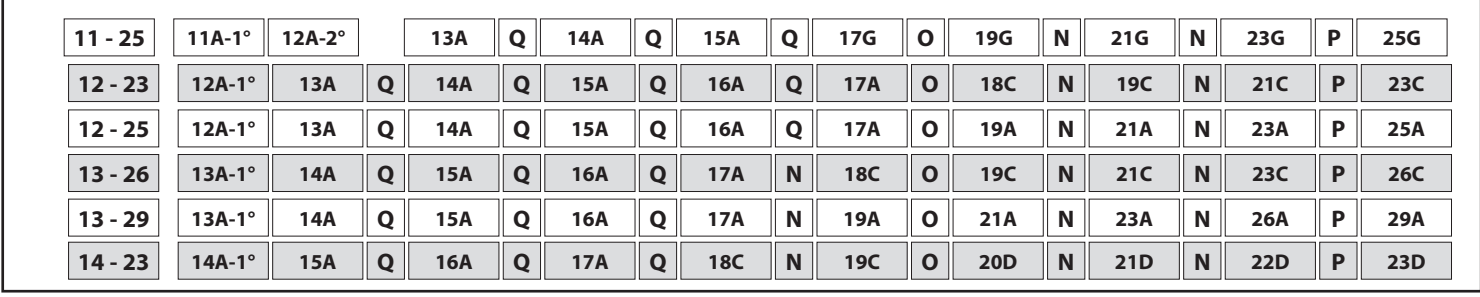 11 - 25 11A-1° 12A-2° 13A Q 14A Q 15A Q 17G O 19G N 21G N 23G P 25G
12 - 23 12A-1° 13A Q 14A Q 15A Q 16A Q 17A O 18C N 19C N 21C P 23C
12 - 25 12A-1° 13A Q 14A Q 15A Q 16A Q 17A O 19A N 21A N 23A P 25A
13 - 26 13A-1° 14A Q 15A Q 16A Q 17A N 18C O 19C N 21C N 23C P 26C
13 - 29 13A-1° 14A Q 15A Q 16A Q 17A N 19A O 21A N 23A N 26A P 29A
14 - 23 14A-1° 15A Q 16A Q 17A Q 18C N 19C O 20D N 21D N 22D P 23D